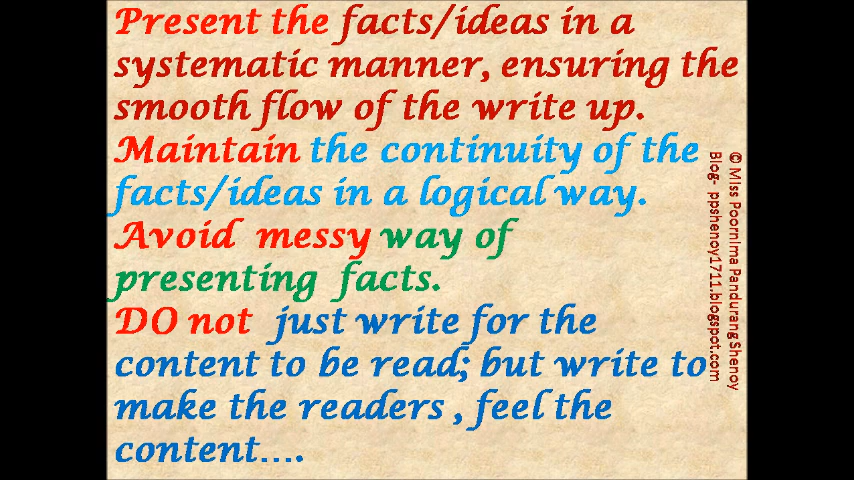 Present the facts/ideas in a
systematic manner, ensuring the
smooth flow of the write up.
Maintain the continuity of the
facts/ideas in a logical way.
Avoid messy way of
presenting facts.
DO not just write for the
content to be read; but write to
make the readers , feel the
content....
© Miss Poornima Pandurang Shenoy
Blog- ppshenoy1711.blogspot.com